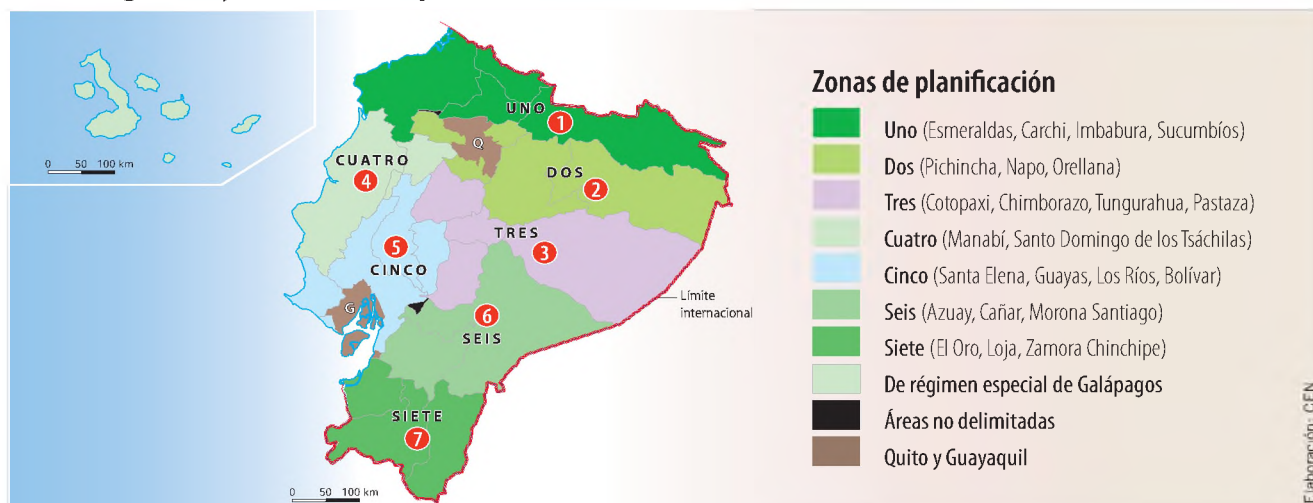 0 50 100 km
UNO
1
Q
CUATRO
4
DOS
2
TRES
3
5
CINCO
G
Límite
internacional
6
SEIS
SIETE
7
0 50 100 km
Zonas de planificación
Uno (Esmeraldas, Carchi, Imbabura, Sucumbíos)
Dos (Pichincha, Napo, Orellana)
Tres (Cotopaxi, Chimborazo, Tungurahua, Pastaza)
Cuatro (Manabí, Santo Domingo de los Tsáchilas)
Cinco (Santa Elena, Guayas, Los Ríos, Bolívar)
Seis (Azuay, Cañar, Morona Santiago)
Siete (El Oro, Loja, Zamora Chinchipe)
De régimen especial de Galápagos
Áreas no delimitadas
Quito y Guayaquil
Elaboración: CEN